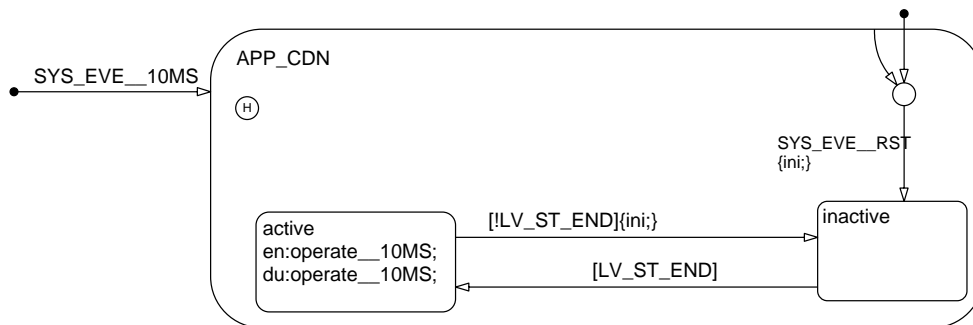 SYS_EVE__10MS
APP_CDN
H
SYS_EVE__RST
{ini;}
active
en:operate__10MS;
du:operate__10MS;
[!LV_ST_END]{ini;}
inactive
[LV_ST_END]